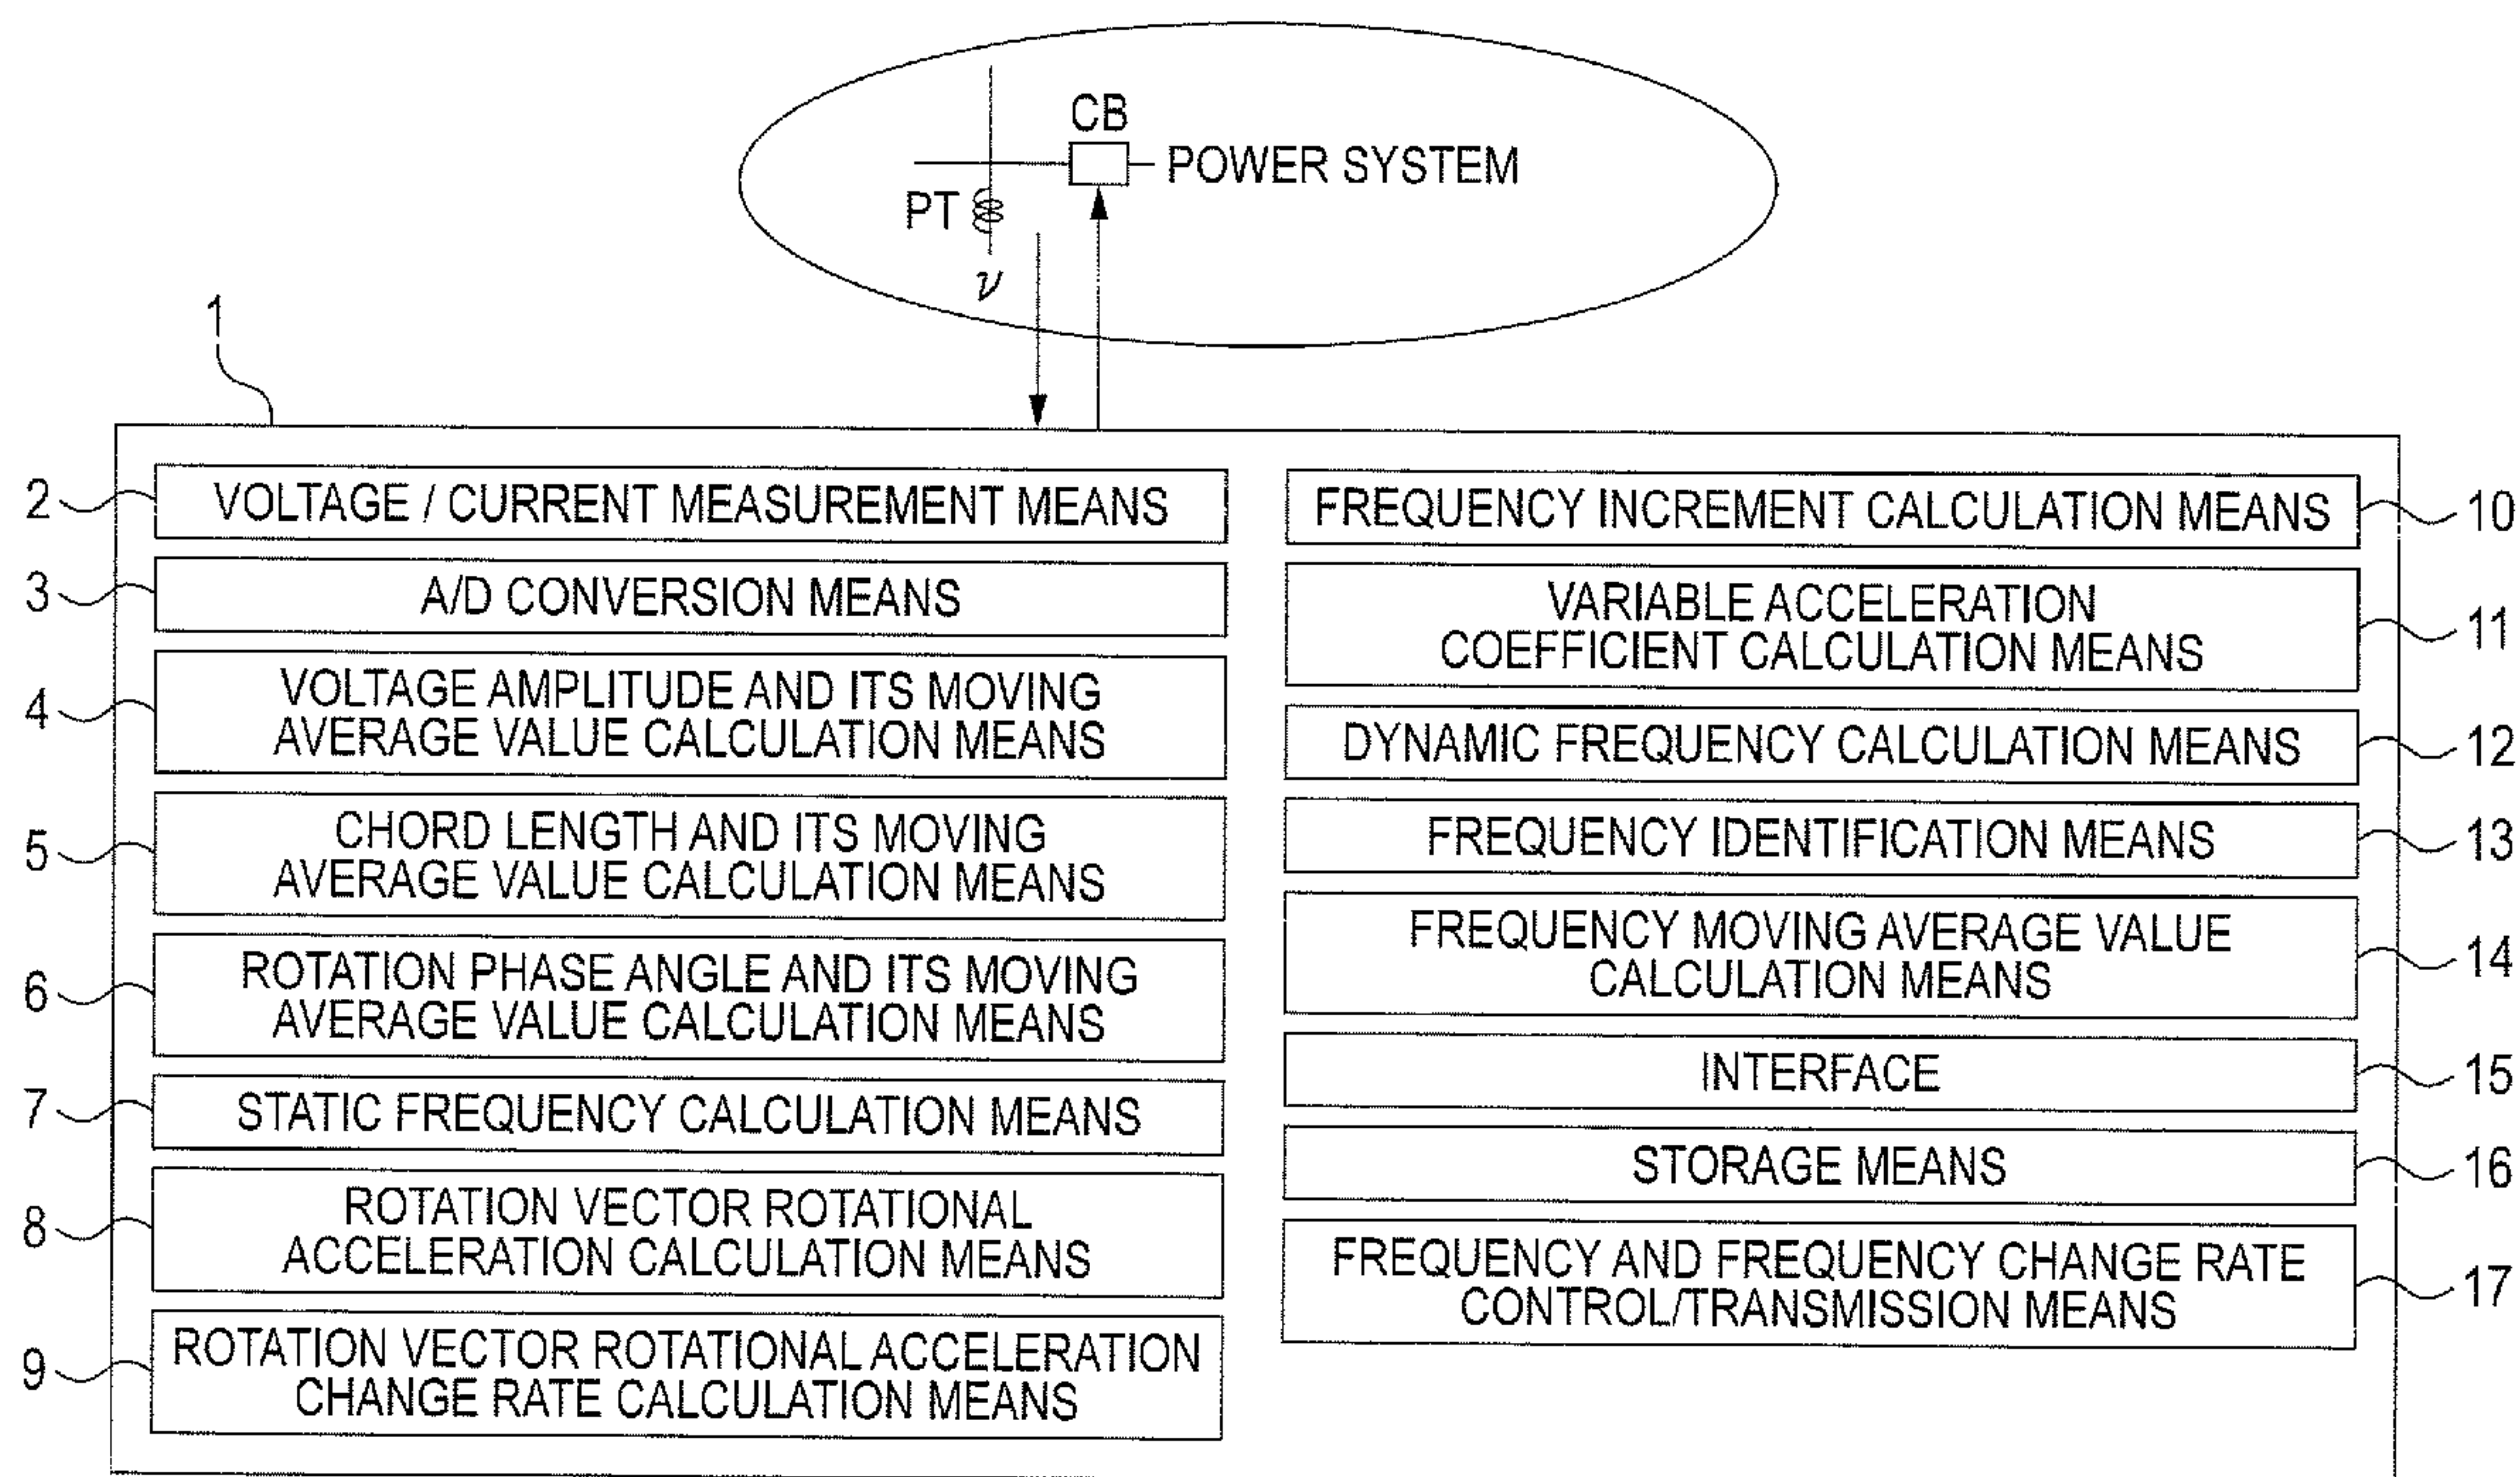 CB
POWER SYSTEM
PT
v
1
2
VOLTAGE / CURRENT MEASUREMENT MEANS
3
A/D CONVERSION MEANS
4
VOLTAGE AMPLITUDE AND ITS MOVING
AVERAGE VALUE CALCULATION MEANS
5
CHORD LENGTH AND ITS MOVING
AVERAGE VALUE CALCULATION MEANS
6
ROTATION PHASE ANGLE AND ITS MOVING
AVERAGE VALUE CALCULATION MEANS
7
STATIC FREQUENCY CALCULATION MEANS
8
ROTATION VECTOR ROTATIONAL
ACCELERATION CALCULATION MEANS
9
ROTATION VECTOR ROTATIONAL ACCELERATION
CHANGE RATE CALCULATION MEANS
FREQUENCY INCREMENT CALCULATION MEANS
10
VARIABLE ACCELERATION
COEFFICIENT CALCULATION MEANS
11
DYNAMIC FREQUENCY CALCULATION MEANS
12
FREQUENCY IDENTIFICATION MEANS
13
FREQUENCY MOVING AVERAGE VALUE
CALCULATION MEANS
14
INTERFACE
15
STORAGE MEANS
16
FREQUENCY AND FREQUENCY CHANGE RATE
CONTROL/TRANSMISSION MEANS
17